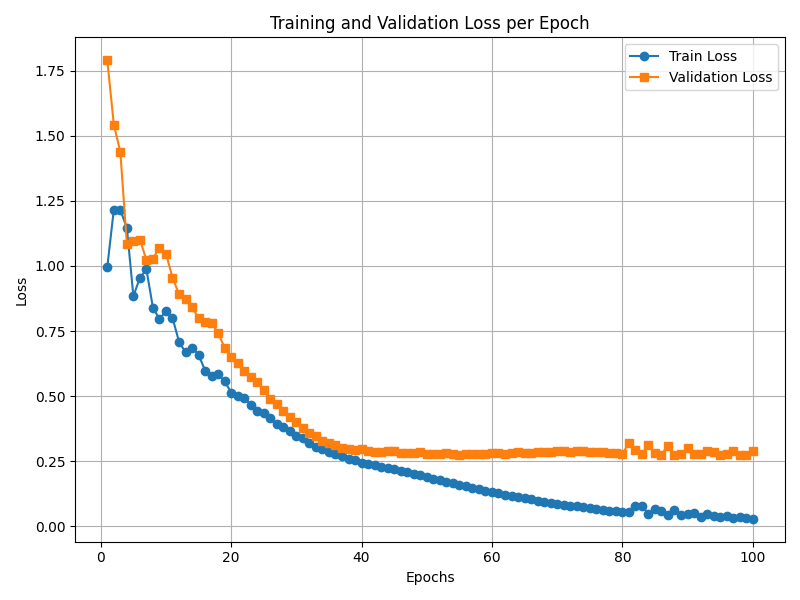 Training and Validation Loss per Epoch
Train Loss
Validation Loss
1.75
1.50
1.25
1.00
0.75
0.50
0.25
0.00
Loss
0 20 40 60 80 100
Epochs